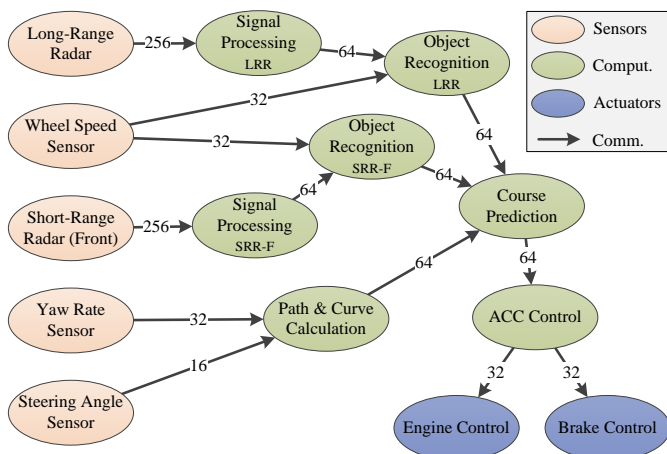 Long-Range
Radar
256
Signal
Processing
LRR
64
Object
Recognition
LRR
Sensors
Comput.
Actuators
Comm.
32
Wheel Speed
Sensor
32
Object
Recognition
SRR-F
64
64
64
Short-Range
Radar (Front)
256
Signal
Processing
SRR-F
Course
Prediction
64
64
Yaw Rate
Sensor
32
Path & Curve
Calculation
ACC Control
16
32
32
Steering Angle
Sensor
Engine Control
Brake Control